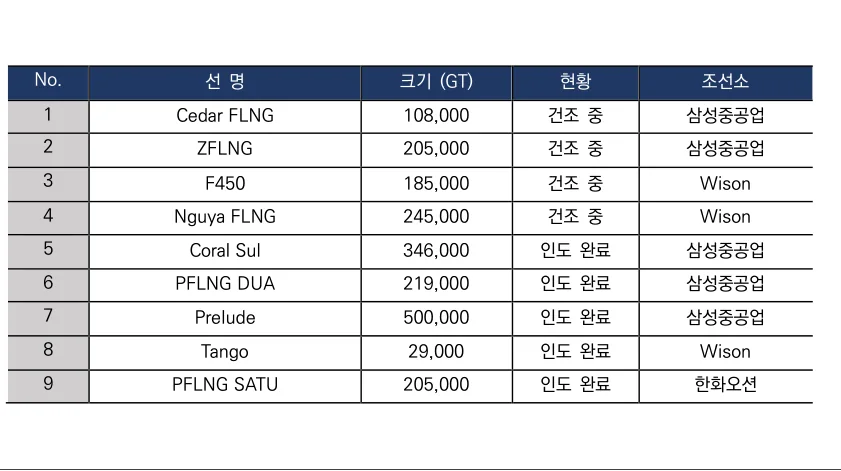 No. 선 명 크기 (GT) 현황 조선소
1 Cedar FLNG 108,000 건조 중 삼성중공업
2 ZFLNG 205,000 건조 중 삼성중공업
3 F450 185,000 건조 중 Wison
4 Nguya FLNG 245,000 건조 중 Wison
5 Coral Sul 346,000 인도 완료 삼성중공업
6 PFLNG DUA 219,000 인도 완료 삼성중공업
7 Prelude 500,000 인도 완료 삼성중공업
8 Tango 29,000 인도 완료 Wison
9 PFLNG SATU 205,000 인도 완료 한화오션